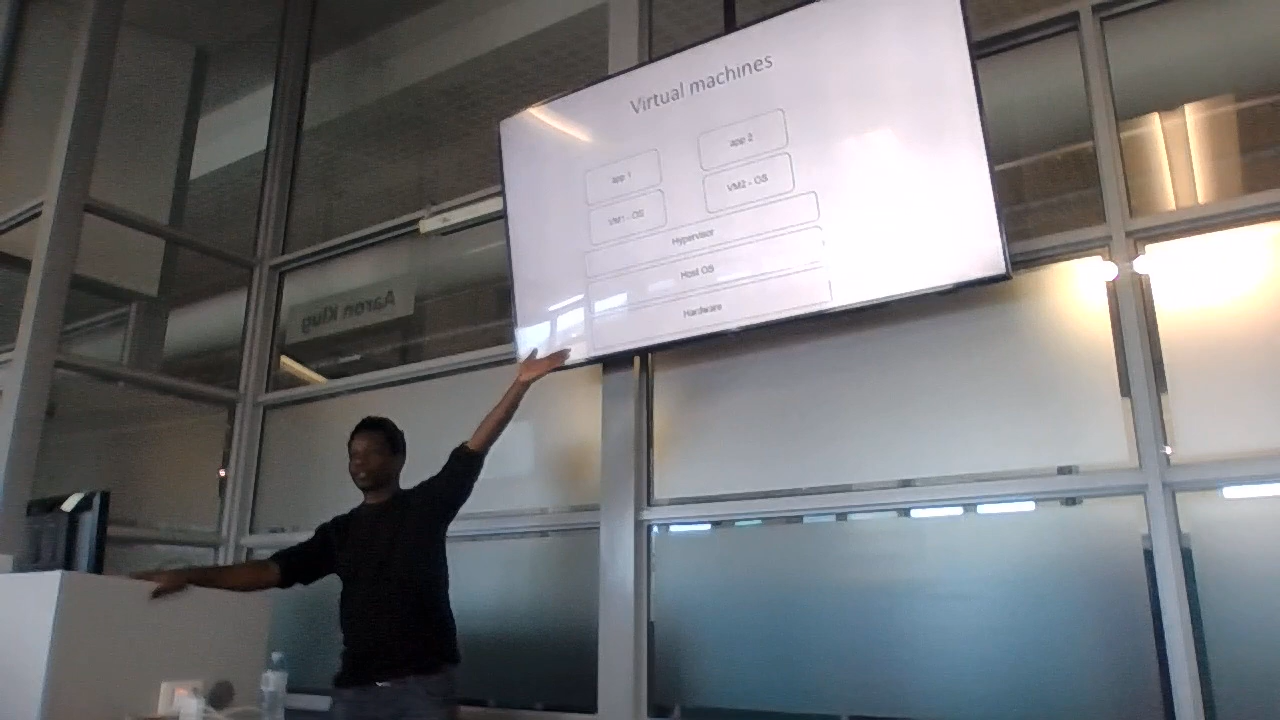 Virtual machines
app 1
app 2
VM1 - OS
VM2 - OS
Hypervisor
Host OS
Hardware
Aaron Klug